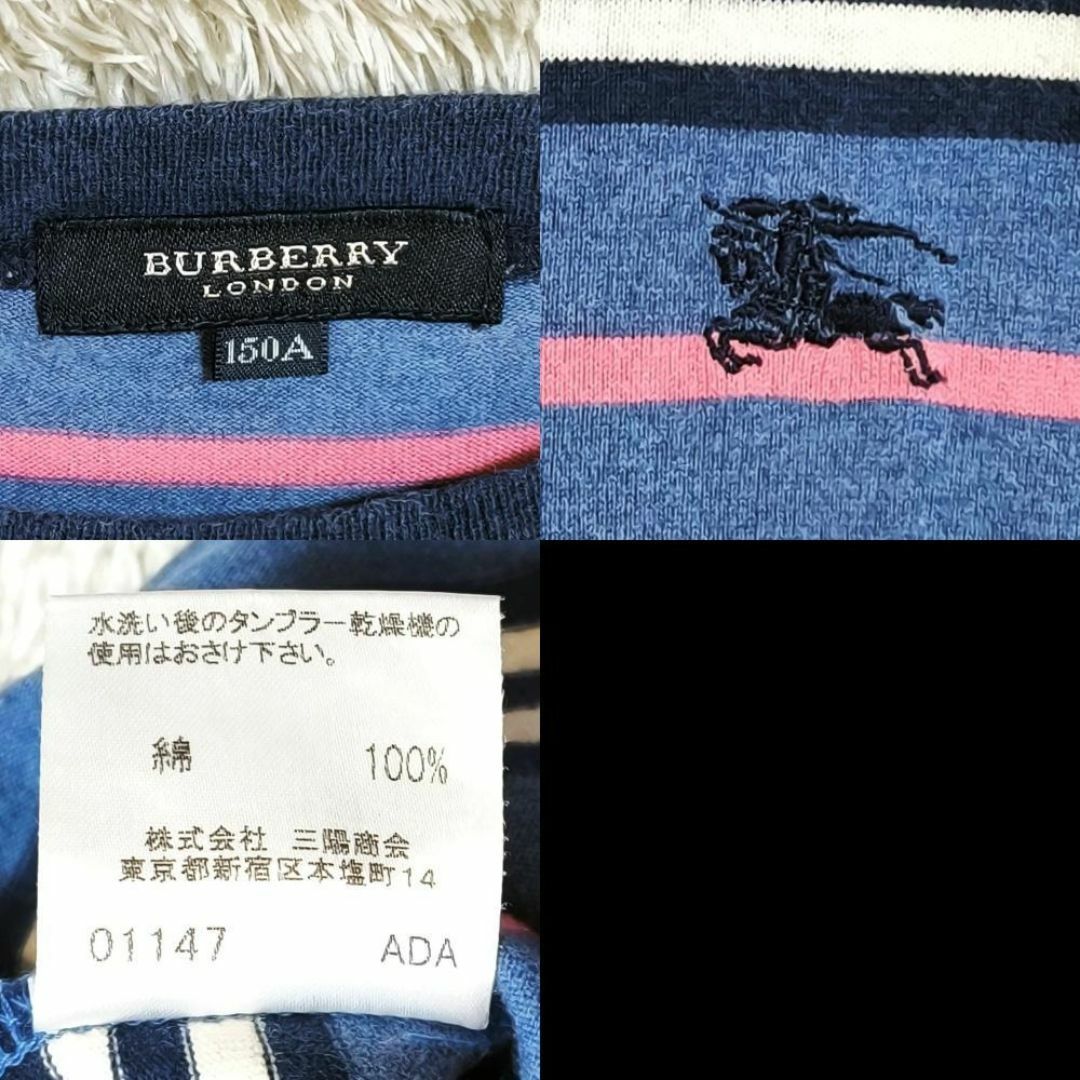 BURBERRY
LONDON
150A
水洗い後のタンブラー乾燥機の
使用はおさけ下さい。
綿 100%
株式会社 三陽商会
東京都新宿区本塩町14
01147 ADA